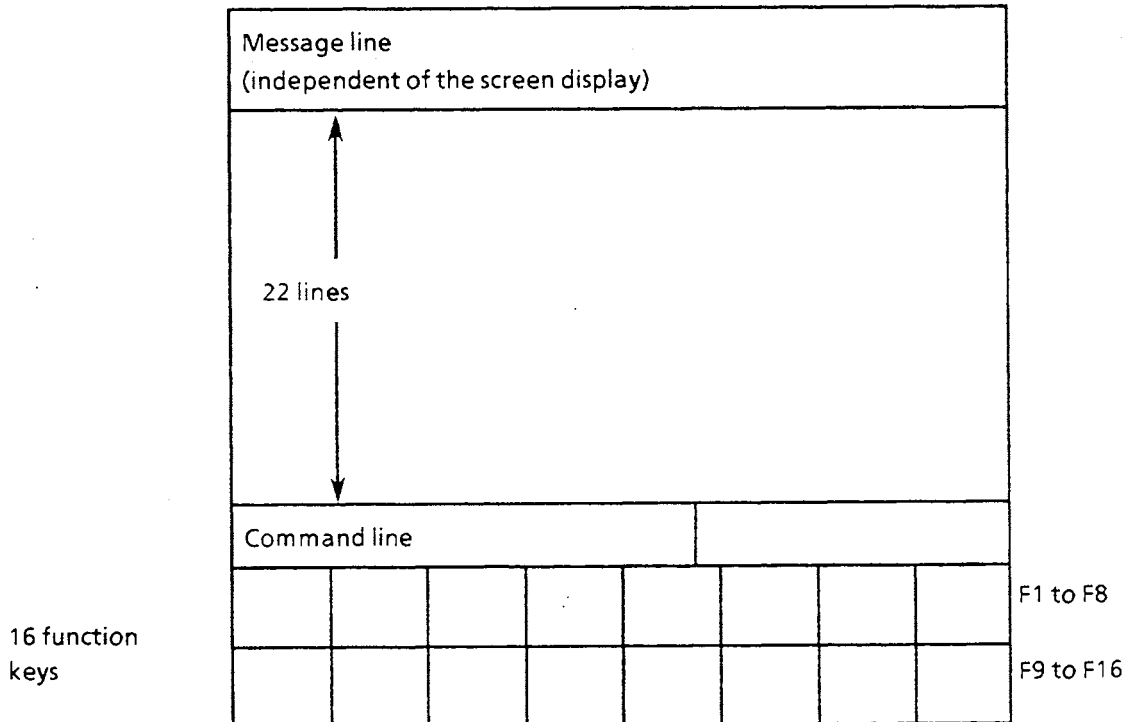 Message line
(independent of the screen display)
22 lines
Command line
F1 to F8
16 function
keys
F9 to F16